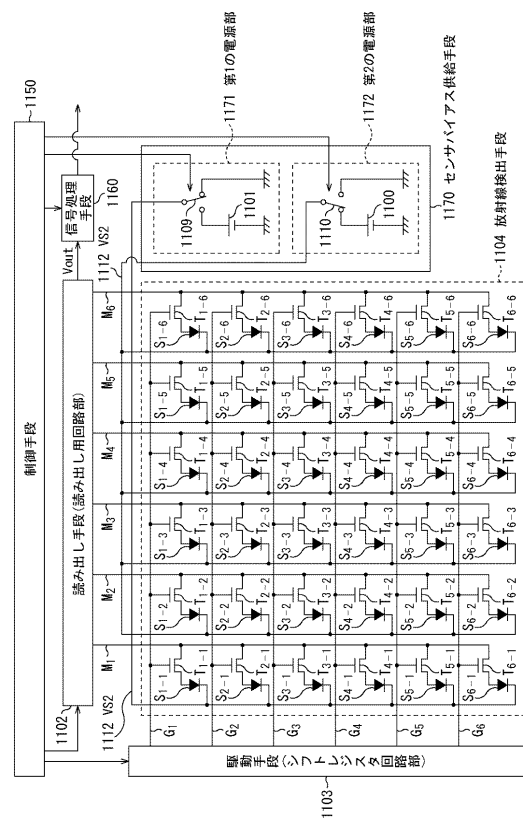 制御手段
1150
読み出し手段(読み出し用回路部)
1102
Vout
信号処理
手段
1160
1112 VS2
1112 VS2
M1
M2
M3
M4
M5
M6
1109
1101
1171 第1の電源部
1110
1100
1172 第2の電源部
1170 センサバイアス供給手段
1104 放射線検出手段
駆動手段(シフトレジスタ回路部)
1103
G1
S1-1
T1-1
S1-2
T1-2
S1-3
T1-3
S1-4
T1-4
S1-5
T1-5
S1-6
T1-6
G2
S2-1
T2-1
S2-2
T2-2
S2-3
T2-3
S2-4
T2-4
S2-5
T2-5
S2-6
T2-6
G3
S3-1
T3-1
S3-2
T3-2
S3-3
T3-3
S3-4
T3-4
S3-5
T3-5
S3-6
T3-6
G4
S4-1
T4-1
S4-2
T4-2
S4-3
T4-3
S4-4
T4-4
S4-5
T4-5
S4-6
T4-6
G5
S5-1
T5-1
S5-2
T5-2
S5-3
T5-3
S5-4
T5-4
S5-5
T5-5
S5-6
T5-6
G6
S6-1
T6-1
S6-2
T6-2
S6-3
T6-3
S6-4
T6-4
S6-5
T6-5
S6-6
T6-6